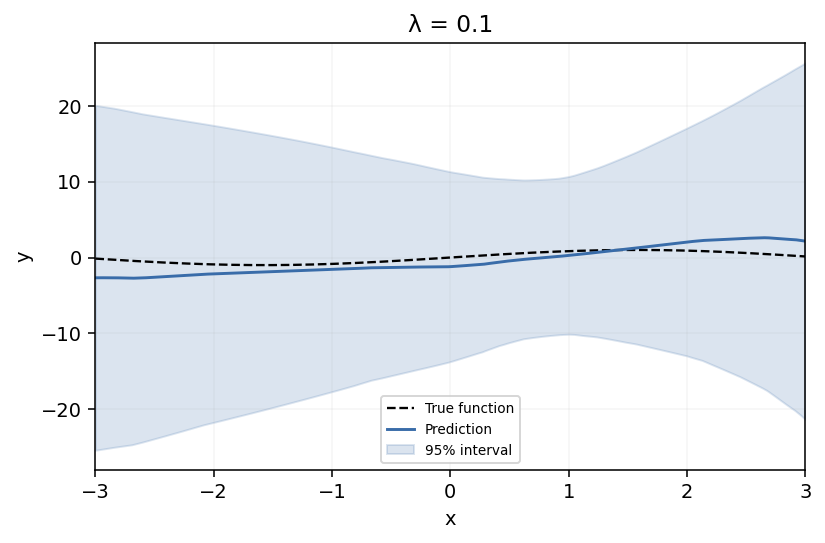 λ = 0.1
y
20
10
0
−10
−20
True function
Prediction
95% interval
−3
−2
−1
0
1
2
3
x